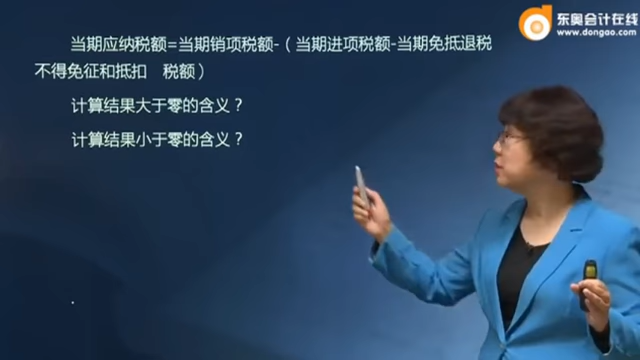 东奥会计在线
www.dongao.com
当期应纳税额=当期销项税额-（当期进项税额-当期免抵退税
不得免征和抵扣　税额）
计算结果大于零的含义？
计算结果小于零的含义？